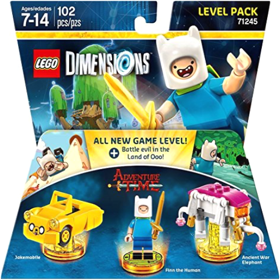 Ages/edades
7-14
102
pcs/pzs
LEVEL PACK
71245
LEGO DIMENSIONS
ALL NEW GAME LEVEL!
+ Battle evil in the
Land of Ooo!
ADVENTURE
TIME
Jakemobile
Finn the Human
Ancient War
Elephant